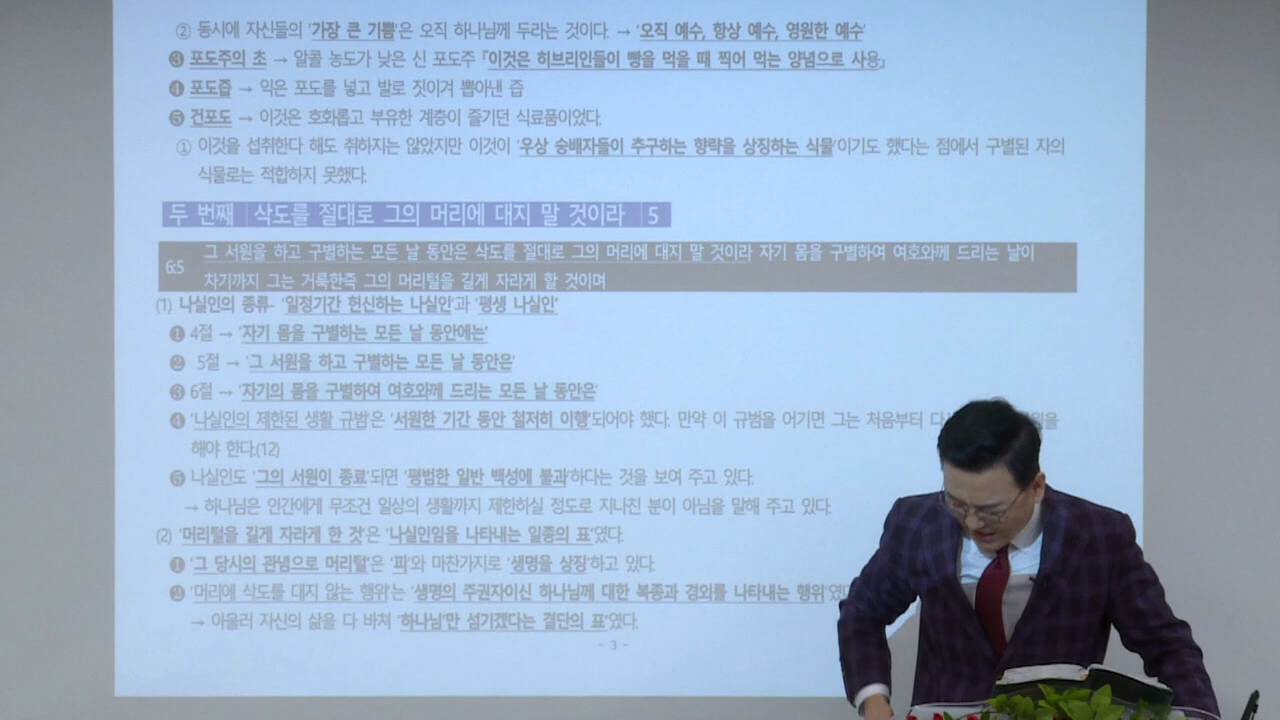 ② 동시에 자신들의 '가장 큰 기쁨'은 오직 하나님께 두라는 것이다. → '오직 예수, 항상 예수, 영원한 예수'
❸ 포도주의 초 → 알콜 농도가 낮은 신 포도주 『이것은 히브리인들이 빵을 먹을 때 찍어 먹는 양념으로 사용』
❹ 포도즙 → 익은 포도를 넣고 발로 짓이겨 뽑아낸 즙
❺ 건포도 → 이것은 호화롭고 부유한 계층이 즐기던 식료품이었다.
① 이것을 섭취한다 해도 취하지는 않았지만 이것이 '우상 숭배자들이 추구하는 향락을 상징하는 식물'이기도 했다는 점에서 구별된 자의
식물로는 적합하지 못했다.
두 번째 | 삭도를 절대로 그의 머리에 대지 말 것이라 | 5
6:5 그 서원을 하고 구별하는 모든 날 동안은 삭도를 절대로 그의 머리에 대지 말 것이라 자기 몸을 구별하여 여호와께 드리는 날이
차기까지 그는 거룩한즉 그의 머리털을 길게 자라게 할 것이며
(1) 나실인의 종류- '일정기간 헌신하는 나실인'과 '평생 나실인'
❶ 4절 → '자기 몸을 구별하는 모든 날 동안에는'
❷ 5절 → '그 서원을 하고 구별하는 모든 날 동안은'
❸ 6절 → '자기의 몸을 구별하여 여호와께 드리는 모든 날 동안은'
❹ '나실인의 제한된 생활 규범'은 '서원한 기간 동안 철저히 이행'되어야 했다. 만약 이 규범을 어기면 그는 처음부터
해야 한다.(12)
❺ 나실인도 '그의 서원이 종료'되면 '평범한 일반 백성에 불과'하다는 것을 보여 주고 있다.
→ 하나님은 인간에게 무조건 일상의 생활까지 제한하실 정도로 지나친 분이 아님을 말해 주고 있다.
(2) '머리털을 길게 자라게 한 것'은 '나실인임을 나타내는 일종의 표'였다.
❶ '그 당시의 관념으로 머리털'은 '피'와 마찬가지로 '생명을 상징'하고 있다.
❷ '머리에 삭도를 대지 않는 행위'는 '생명의 주권자이신 하나님께 대한 복종과 경외를 나타내는 행위'였다
→ 아울러 자신의 삶을 다 바쳐 '하나님'만 섬기겠다는 결단의 표'였다.
- 3 -